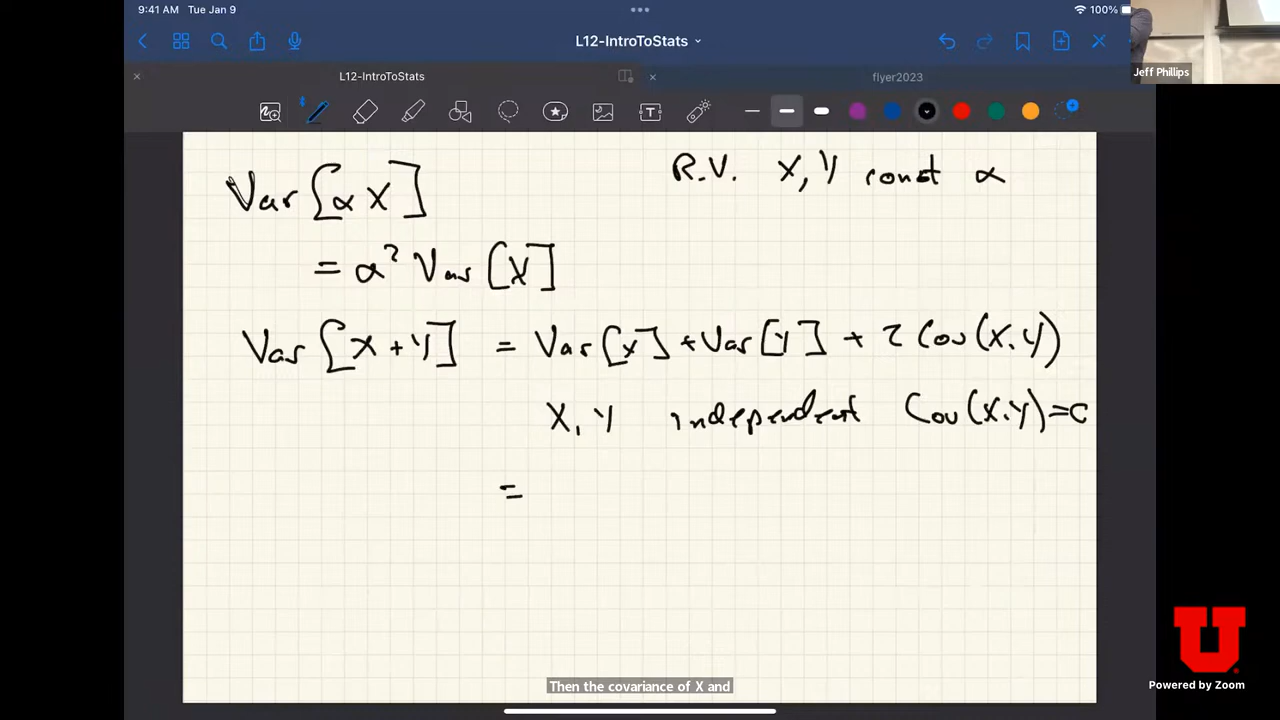 9:41 AM Tue Jan 9
100%
L12-IntroToStats
Jeff Phillips
L12-IntroToStats
flyer2023
Var[αX]
R.V. X, Y const α
= α² Var[X]
Var[X+Y] = Var[X] + Var[Y] + 2 Cov(X,Y)
X, Y independent Cov(X,Y)=0
=
U
Then the covariance of X and
Powered by Zoom